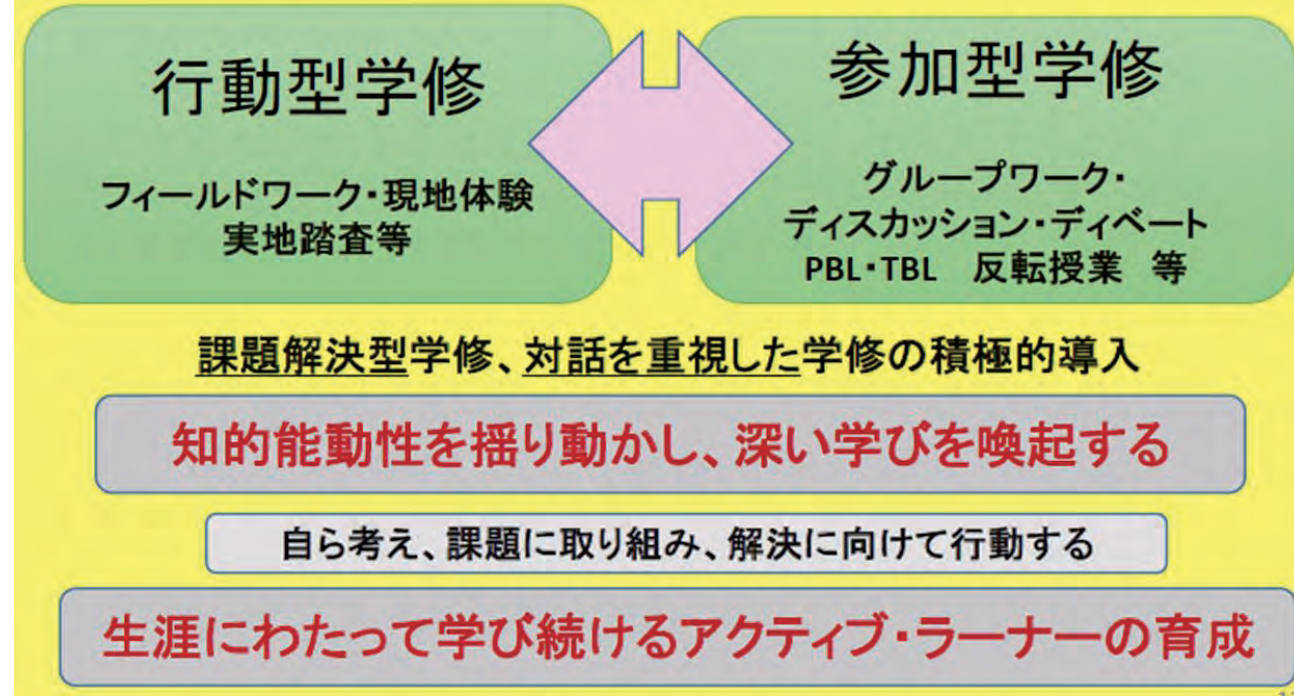 行動型学修
フィールドワーク・現地体験
実地踏査等
参加型学修
グループワーク・
ディスカッション・ディベート
PBL・TBL　反転授業　等
課題解決型学修、対話を重視した学修の積極的導入
知的能動性を揺り動かし、深い学びを喚起する
自ら考え、課題に取り組み、解決に向けて行動する
生涯にわたって学び続けるアクティブ・ラーナーの育成